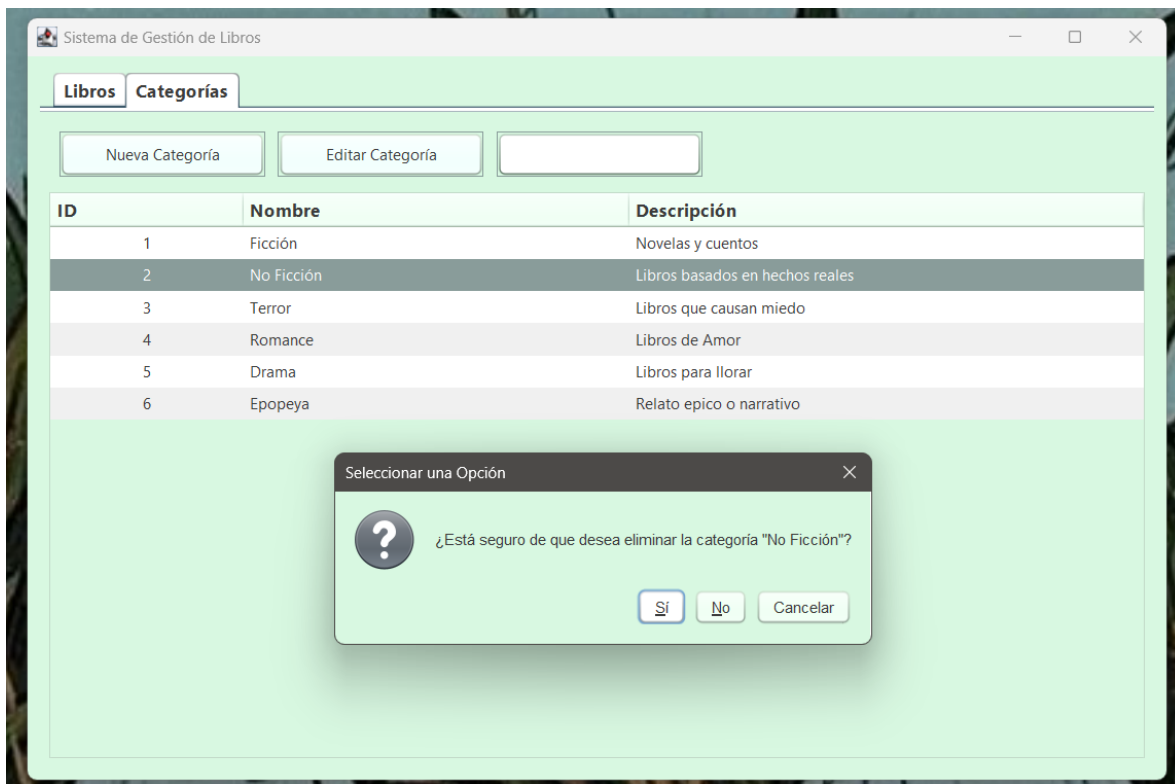 Sistema de Gestión de Libros
Libros Categorías
Nueva Categoría Editar Categoría
ID Nombre Descripción
1 Ficción Novelas y cuentos
2 No Ficción Libros basados en hechos reales
3 Terror Libros que causan miedo
4 Romance Libros de Amor
5 Drama Libros para llorar
6 Epopeya Relato epico o narrativo
Seleccionar una Opción
¿Está seguro de que desea eliminar la categoría "No Ficción"?
Sí No Cancelar